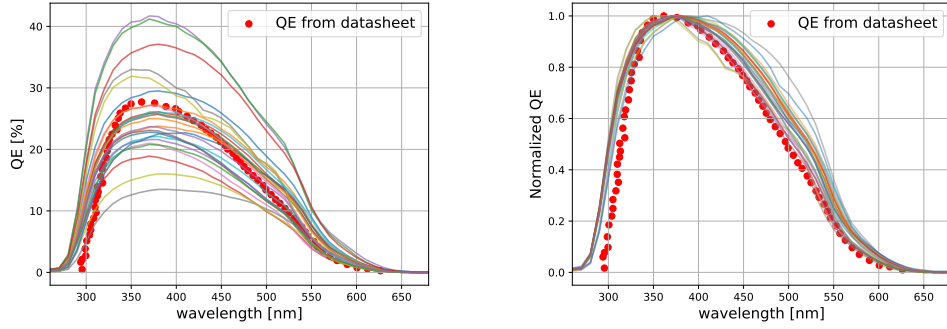 QE from datasheet
QE [%]
40
30
20
10
0
300 350 400 450 500 550 600 650
wavelength [nm]
QE from datasheet
Normalized QE
1.0
0.8
0.6
0.4
0.2
0.0
300 350 400 450 500 550 600 650
wavelength [nm]